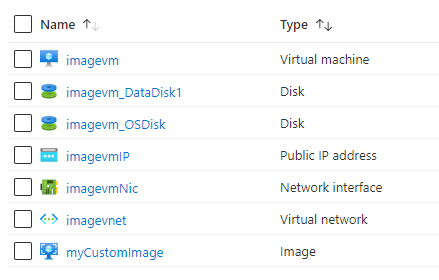 Name ↑↓ Type ↑↓
imagevm Virtual machine
imagevm_DataDisk1 Disk
imagevm_OSDisk Disk
imagevmIP Public IP address
imagevmNic Network interface
imagevnet Virtual network
myCustomImage Image